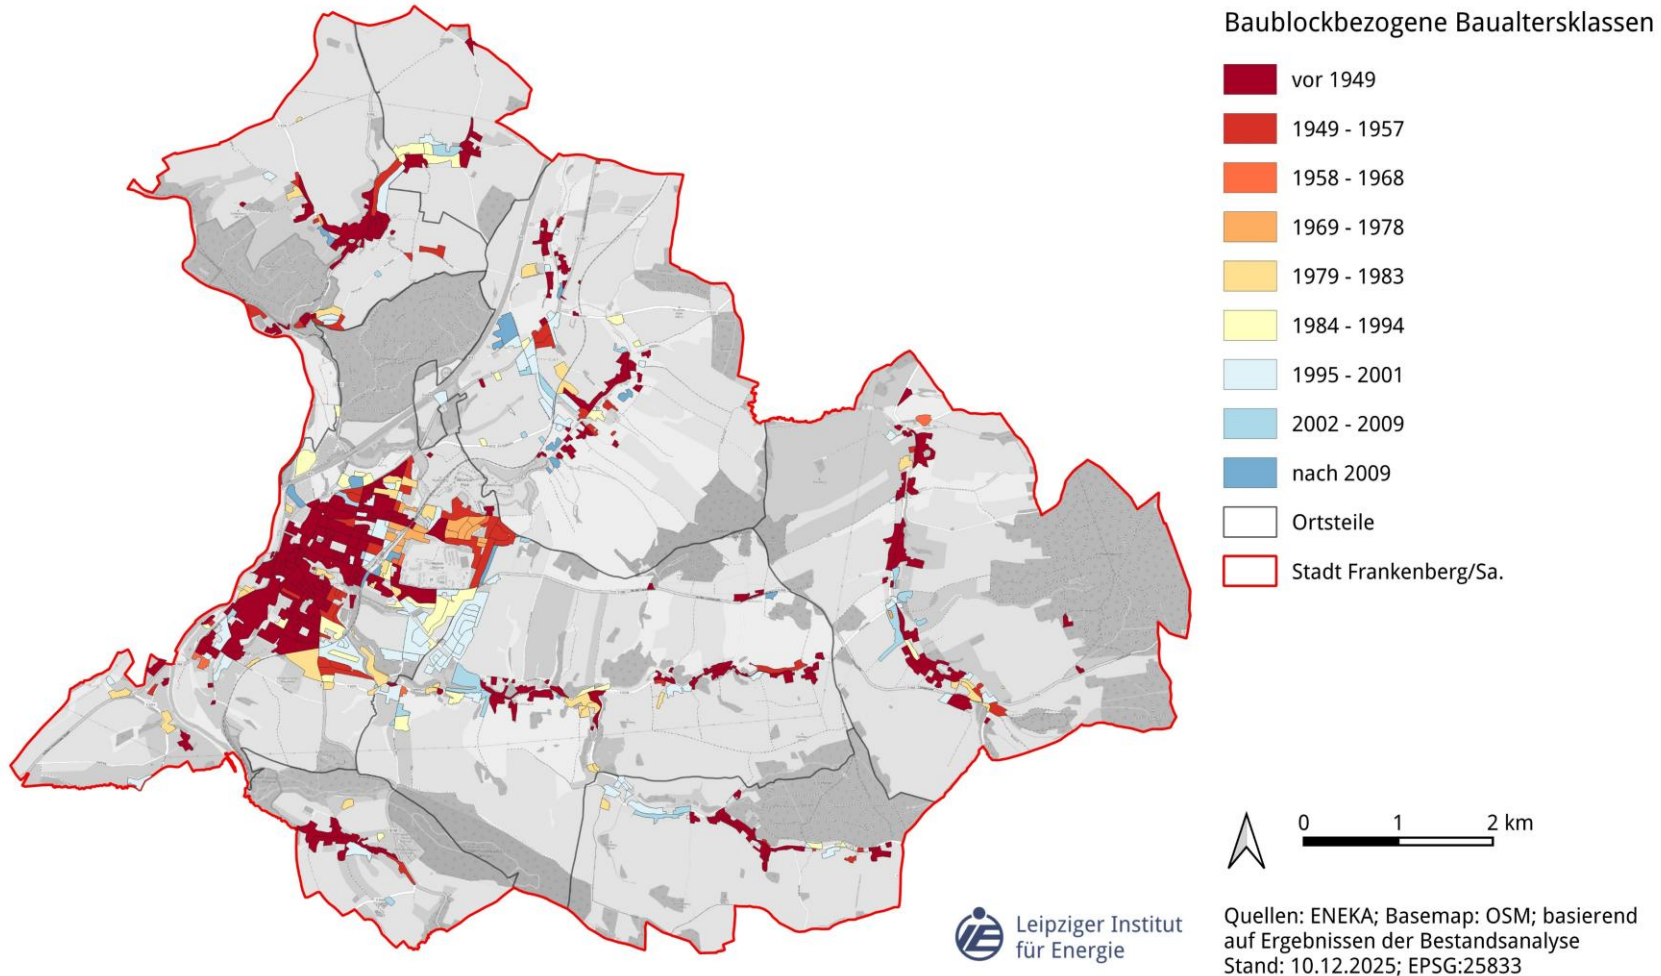 Baublockbezogene Baualtersklassen
vor 1949
1949 - 1957
1958 - 1968
1969 - 1978
1979 - 1983
1984 - 1994
1995 - 2001
2002 - 2009
nach 2009
Ortsteile
Stadt Frankenberg/Sa.
0 1 2 km
Leipziger Institut
für Energie
Quellen: ENEKA; Basemap: OSM; basierend
auf Ergebnissen der Bestandsanalyse
Stand: 10.12.2025; EPSG:25833